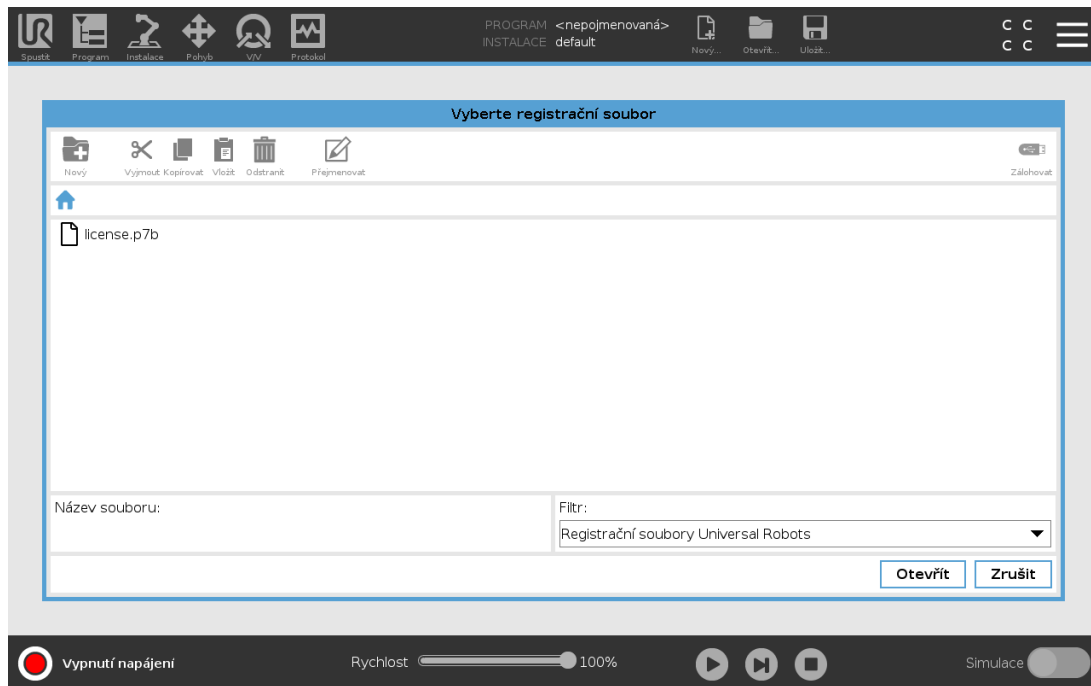 PROGRAM <nepojmenovaná>
INSTALACE default
UR
Spustit Program Instalace Pohyb V/V Protokol Nový... Otevřít... Uložit...
C C
C C
Vyberte registrační soubor
Nový Vyjmout Kopírovat Vložit Odstranit Přejmenovat Zálohovat
license.p7b
Název souboru: Filtr:
Registrační soubory Universal Robots
Otevřít Zrušit
Vypnutí napájení Rychlost 100% Simulace